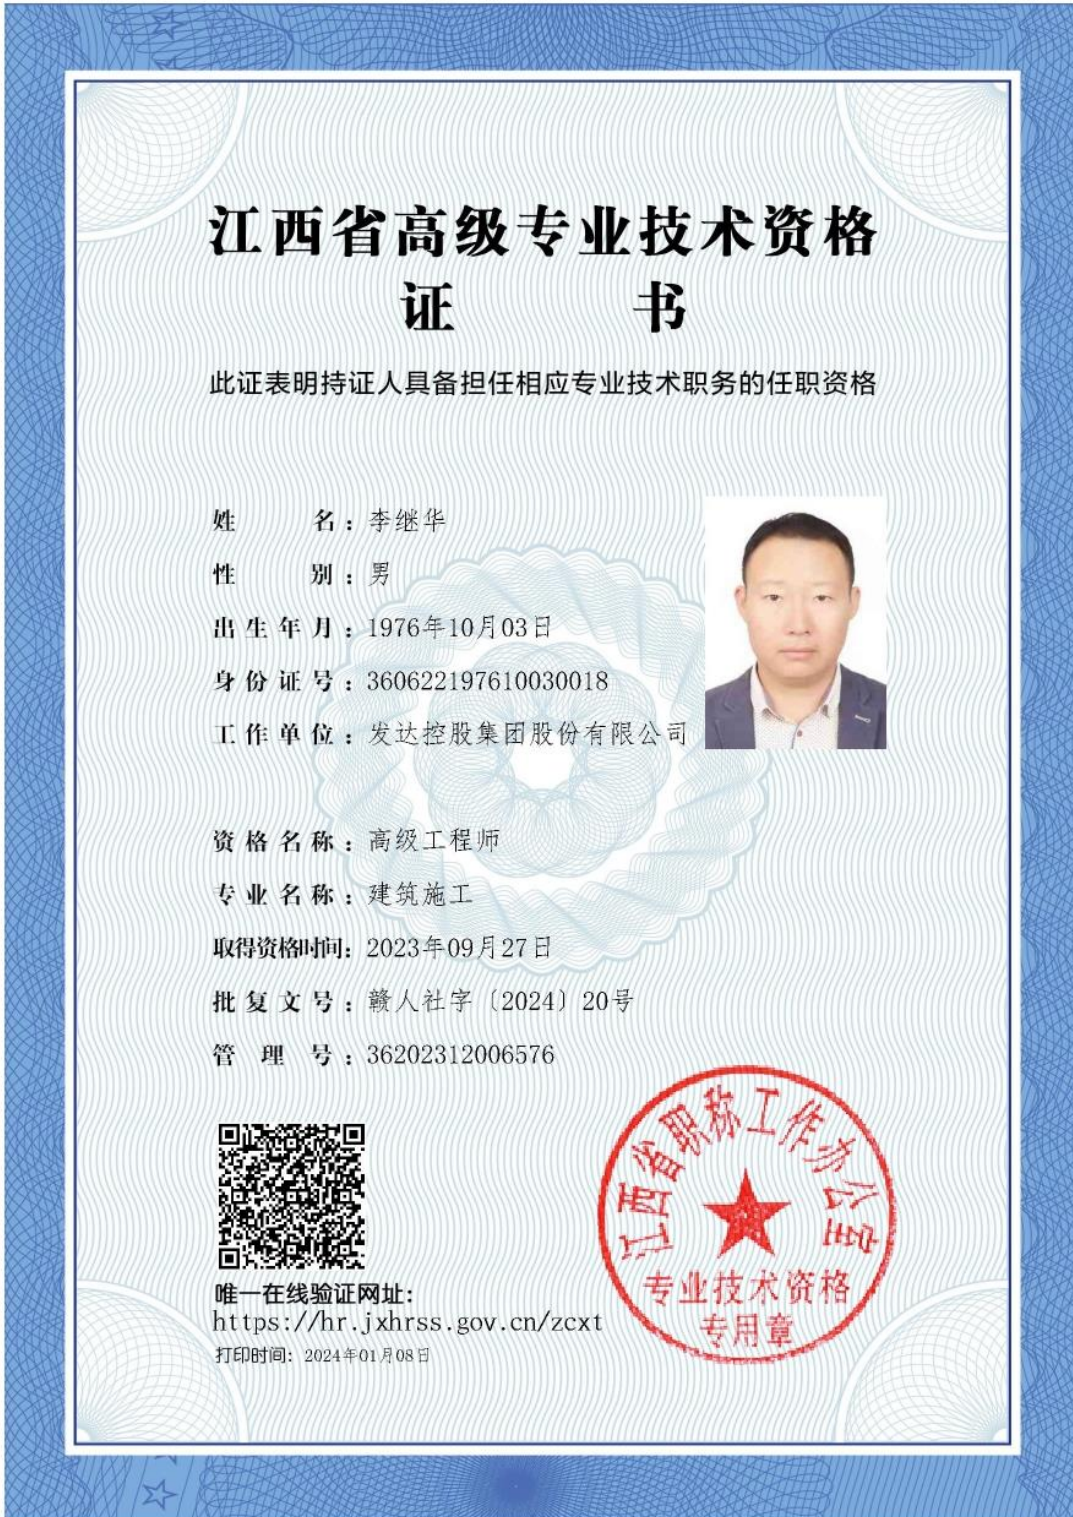 江西省高级专业技术资格
证 书
此证表明持证人具备担任相应专业技术职务的任职资格
姓 名：李继华
性 别：男
出生年月：1976年10月03日
身份证号：360622197610030018
工作单位：发达控股集团股份有限公司
资格名称：高级工程师
专业名称：建筑施工
取得资格时间：2023年09月27日
批复文号：赣人社字〔2024〕20号
管 理 号：36202312006576
江西省职称工作办公室
专业技术资格
专用章
唯一在线验证网址：
https://hr.jxhrss.gov.cn/zcxt
打印时间：2024年01月08日